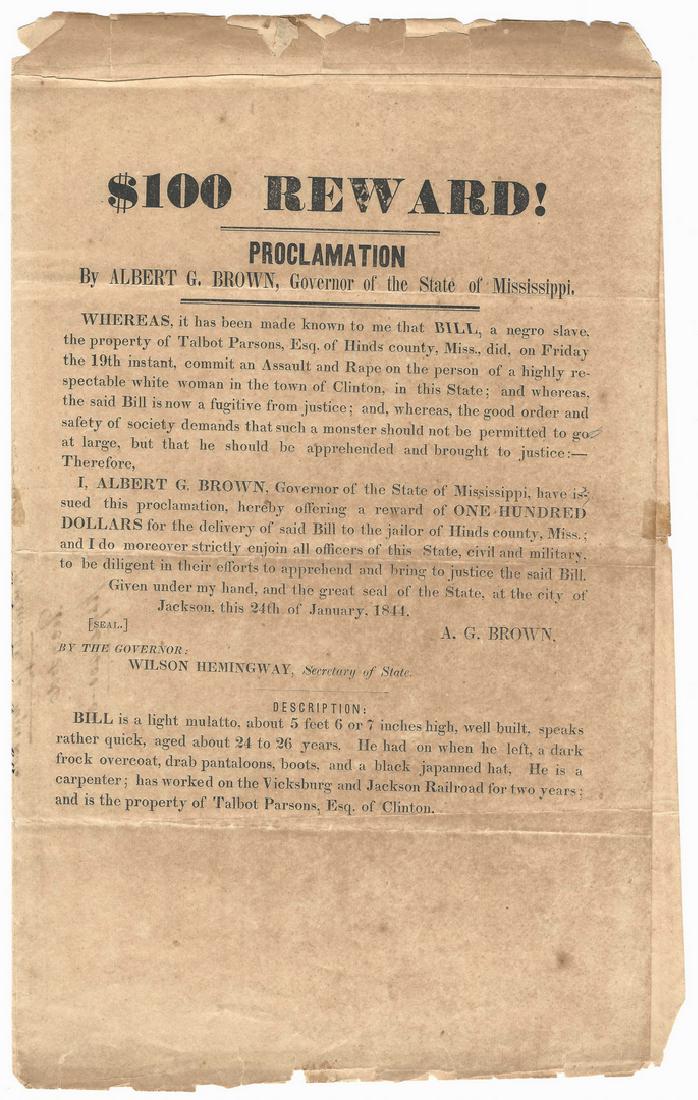 $100 REWARD!
PROCLAMATION
By ALBERT G. BROWN, Governor of the State of Mississippi.
WHEREAS, it has been made known to me that BILL, a negro slave,
the property of Talbot Parsons, Esq. of Hinds county, Miss., did, on Friday
the 19th instant, commit an Assault and Rape on the person of a highly re-
spectable white woman in the town of Clinton, in this State; and whereas,
the said Bill is now a fugitive from justice; and, whereas, the good order and
safety of society demands that such a monster should not be permitted to go
at large, but that he should be apprehended and brought to justice:—
Therefore,
I, ALBERT G. BROWN, Governor of the State of Mississippi, have is-
sued this proclamation, hereby offering a reward of ONE HUNDRED
DOLLARS for the delivery of said Bill to the jailor of Hinds county, Miss.;
and I do moreover strictly enjoin all officers of this State, civil and military,
to be diligent in their efforts to apprehend and bring to justice the said Bill.
Given under my hand, and the great seal of the State, at the city of
Jackson, this 24th of January, 1844.
[SEAL.]
A. G. BROWN.
BY THE GOVERNOR:
WILSON HEMINGWAY, Secretary of State.
DESCRIPTION:
BILL is a light mulatto, about 5 feet 6 or 7 inches high, well built, speaks
rather quick, aged about 24 to 26 years. He had on when he left, a dark
frock overcoat, drab pantaloons, boots, and a black japanned hat. He is a
carpenter; has worked on the Vicksburg and Jackson Railroad for two years;
and is the property of Talbot Parsons, Esq. of Clinton.